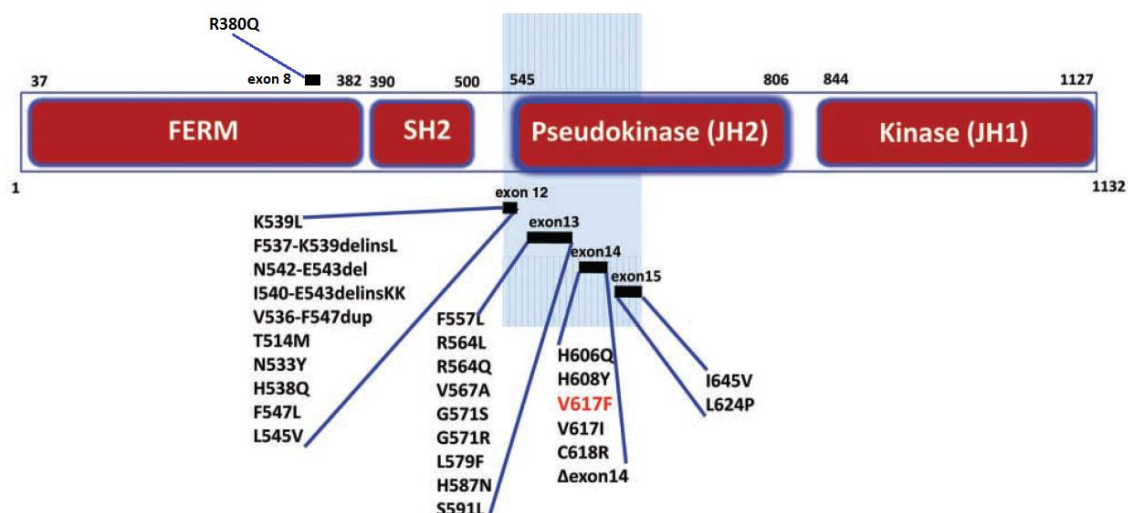 R380Q
exon 8
37 382 390 500 545 806 844 1127
FERM SH2 Pseudokinase (JH2) Kinase (JH1)
1 1132
exon 12
K539L
F537-K539delinsL
N542-E543del
I540-E543delinsKK
V536-F547dup
T514M
N533Y
H538Q
F547L
L545V
exon13
F557L
R564L
R564Q
V567A
G571S
G571R
L579F
H587N
S591L
exon14
H606Q
H608Y
V617F
V617I
C618R
Δexon14
exon15
I645V
L624P